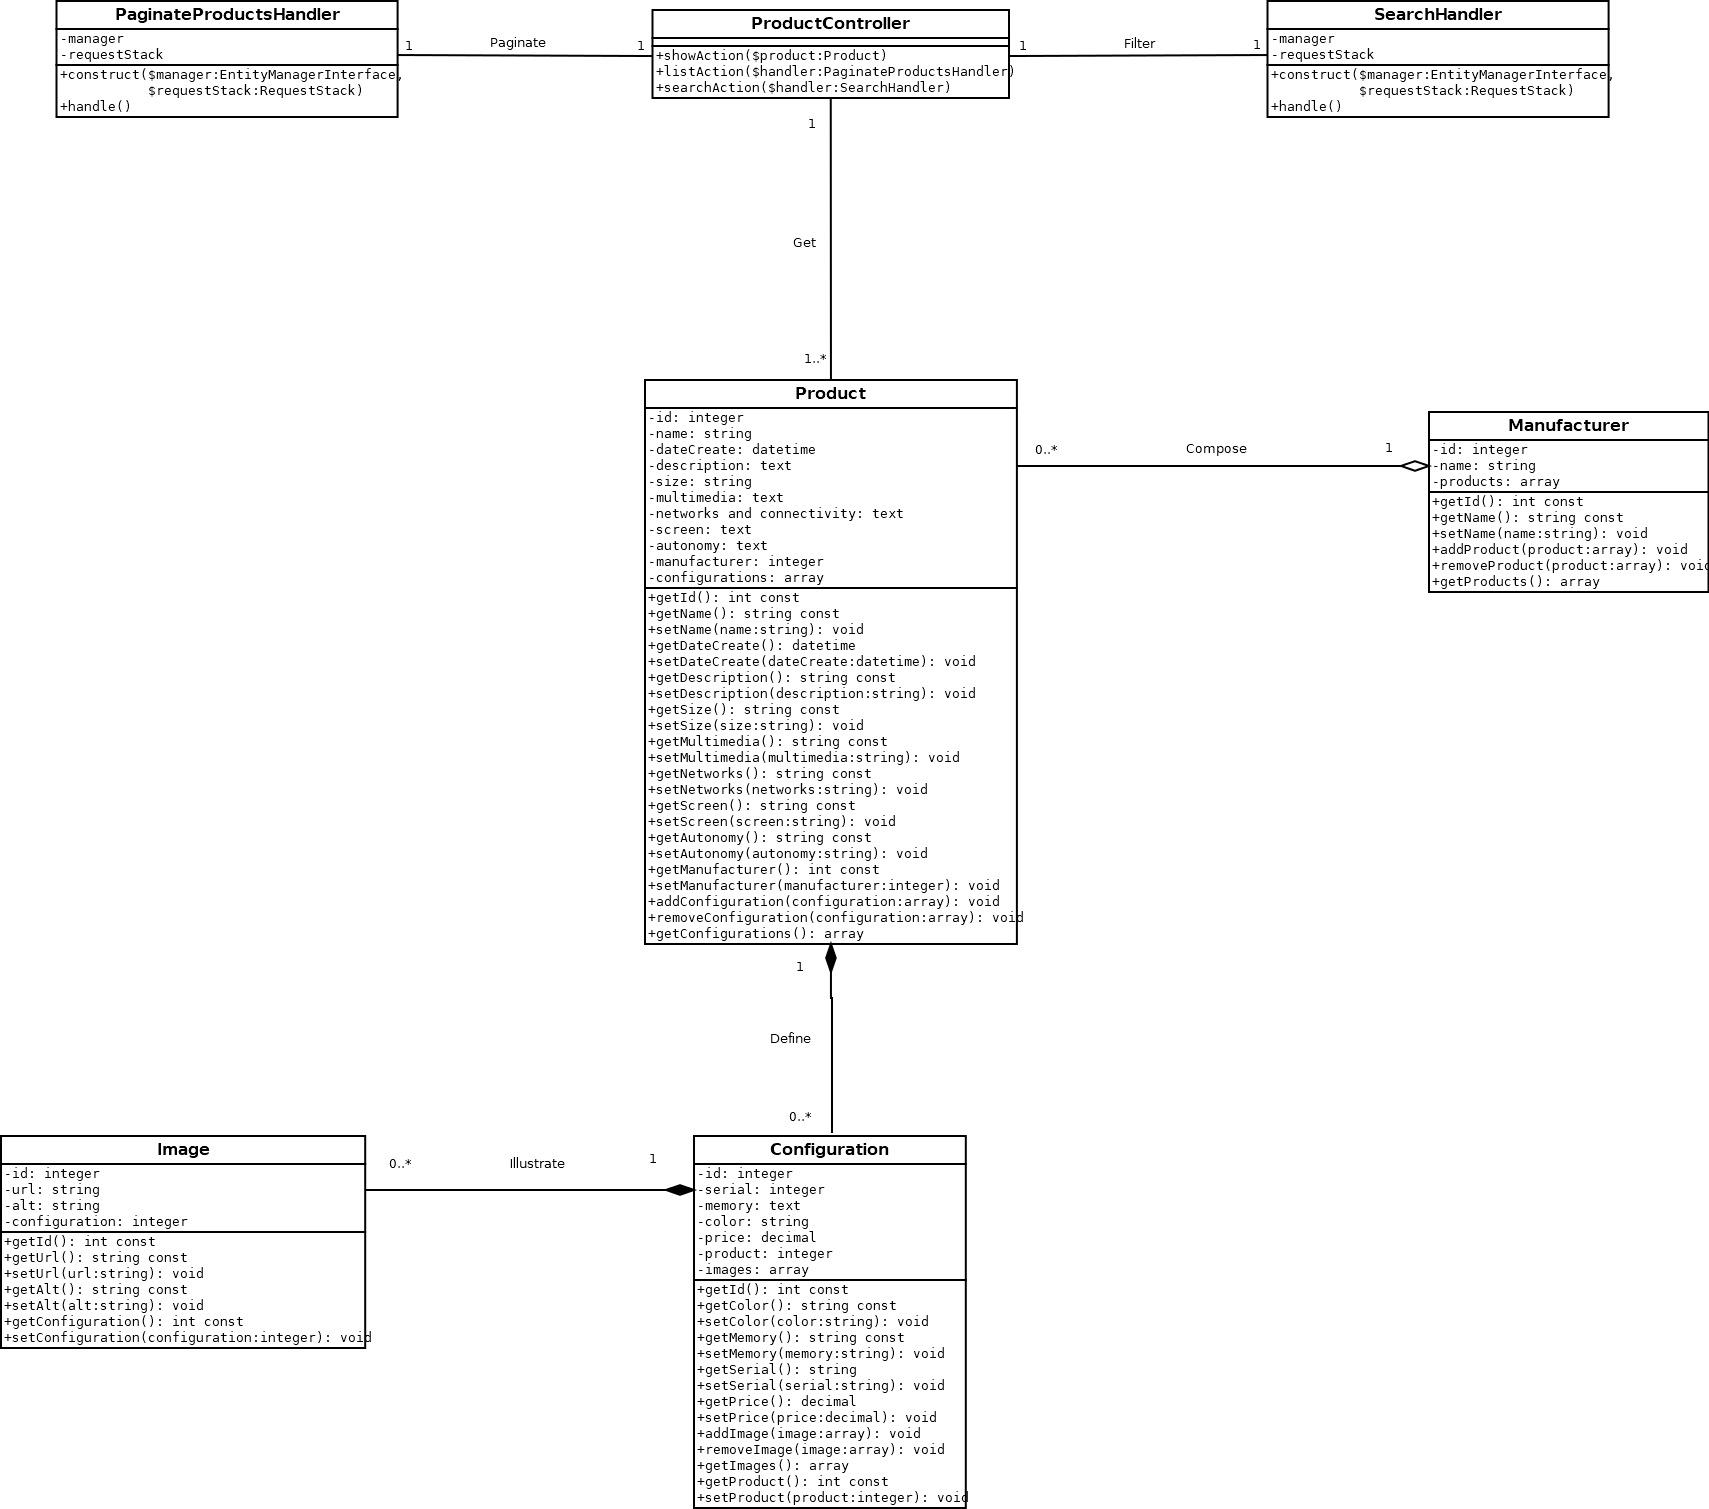 PaginateProductsHandler
-manager
-requestStack
+construct($manager:EntityManagerInterface,
$requestStack:RequestStack)
+handle()
1
Paginate
1
ProductController
+showAction($product:Product)
+listAction($handler:PaginateProductsHandler)
+searchAction($handler:SearchHandler)
1
Filter
1
SearchHandler
-manager
-requestStack
+construct($manager:EntityManagerInterface,
$requestStack:RequestStack)
+handle()
1
Get
1..*
Product
-id: integer
-name: string
-dateCreate: datetime
-description: text
-size: string
-multimedia: text
-networks and connectivity: text
-screen: text
-autonomy: text
-manufacturer: integer
-configurations: array
+getId(): int const
+getName(): string const
+setName(name:string): void
+getDateCreate(): datetime
+setDateCreate(dateCreate:datetime): void
+getDescription(): string const
+setDescription(description:string): void
+getSize(): string const
+setSize(size:string): void
+getMultimedia(): string const
+setMultimedia(multimedia:string): void
+getNetworks(): string const
+setNetworks(networks:string): void
+getScreen(): string const
+setScreen(screen:string): void
+getAutonomy(): string const
+setAutonomy(autonomy:string): void
+getManufacturer(): int const
+setManufacturer(manufacturer:integer): void
+addConfiguration(configuration:array): void
+removeConfiguration(configuration:array): void
+getConfigurations(): array
0..*
Compose
1
Manufacturer
-id: integer
-name: string
-products: array
+getId(): int const
+getName(): string const
+setName(name:string): void
+addProduct(product:array): void
+removeProduct(product:array): void
+getProducts(): array
1
Define
0..*
Image
-id: integer
-url: string
-alt: string
-configuration: integer
+getId(): int const
+getUrl(): string const
+setUrl(url:string): void
+getAlt(): string const
+setAlt(alt:string): void
+getConfiguration(): int const
+setConfiguration(configuration:integer): void
0..*
Illustrate
1
Configuration
-id: integer
-serial: integer
-memory: text
-color: string
-price: decimal
-product: integer
-images: array
+getId(): int const
+getColor(): string const
+setColor(color:string): void
+getMemory(): string const
+setMemory(memory:string): void
+getSerial(): string
+setSerial(serial:string): void
+getPrice(): decimal
+setPrice(price:decimal): void
+addImage(image:array): void
+removeImage(image:array): void
+getImages(): array
+getProduct(): int const
+setProduct(product:integer): void